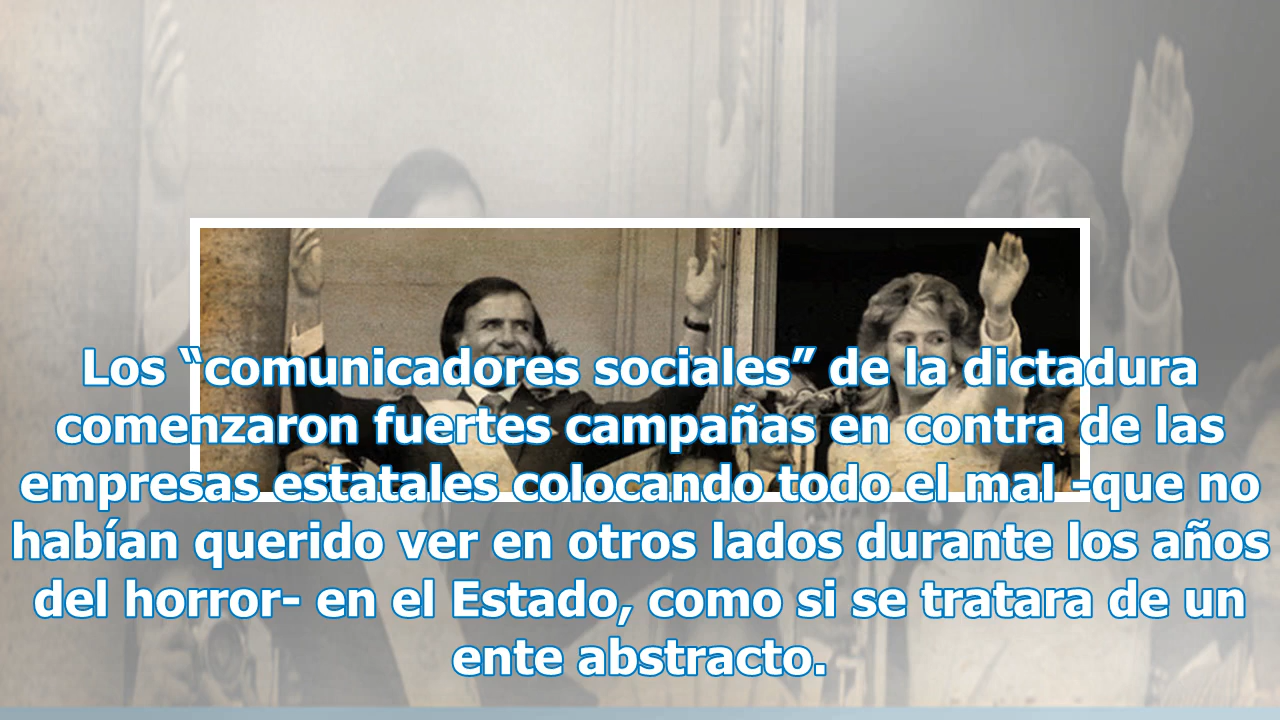 Los “comunicadores sociales” de la dictadura
comenzaron fuertes campañas en contra de las
empresas estatales colocando todo el mal -que no
habían querido ver en otros lados durante los años
del horror- en el Estado, como si se tratara de un
ente abstracto.